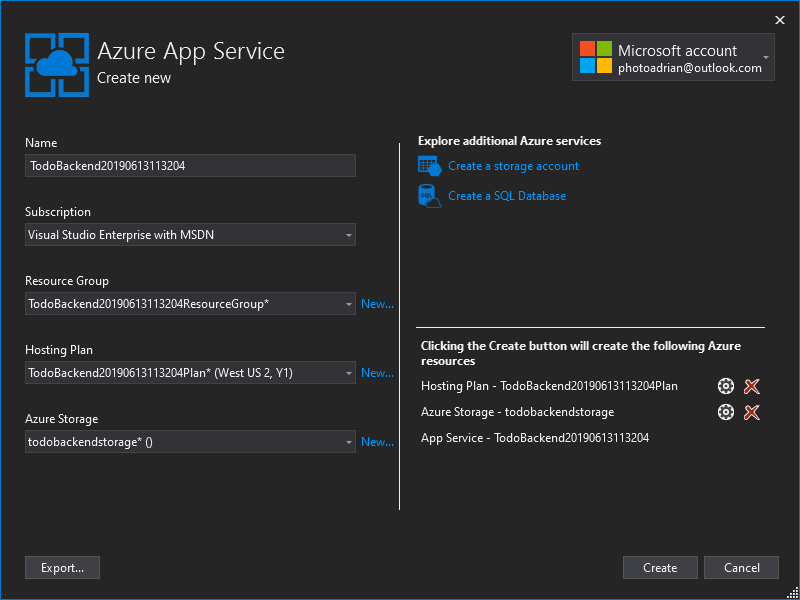 Azure App Service
Create new
Microsoft account
photoadrian@outlook.com
Name
TodoBackend20190613113204
Subscription
Visual Studio Enterprise with MSDN
Resource Group
TodoBackend20190613113204ResourceGroup*
New...
Hosting Plan
TodoBackend20190613113204Plan* (West US 2, Y1)
New...
Azure Storage
todobackendstorage* ()
New...
Explore additional Azure services
Create a storage account
SQL
Create a SQL Database
Clicking the Create button will create the following Azure
resources
Hosting Plan - TodoBackend20190613113204Plan
Azure Storage - todobackendstorage
App Service - TodoBackend20190613113204
Export...
Create
Cancel